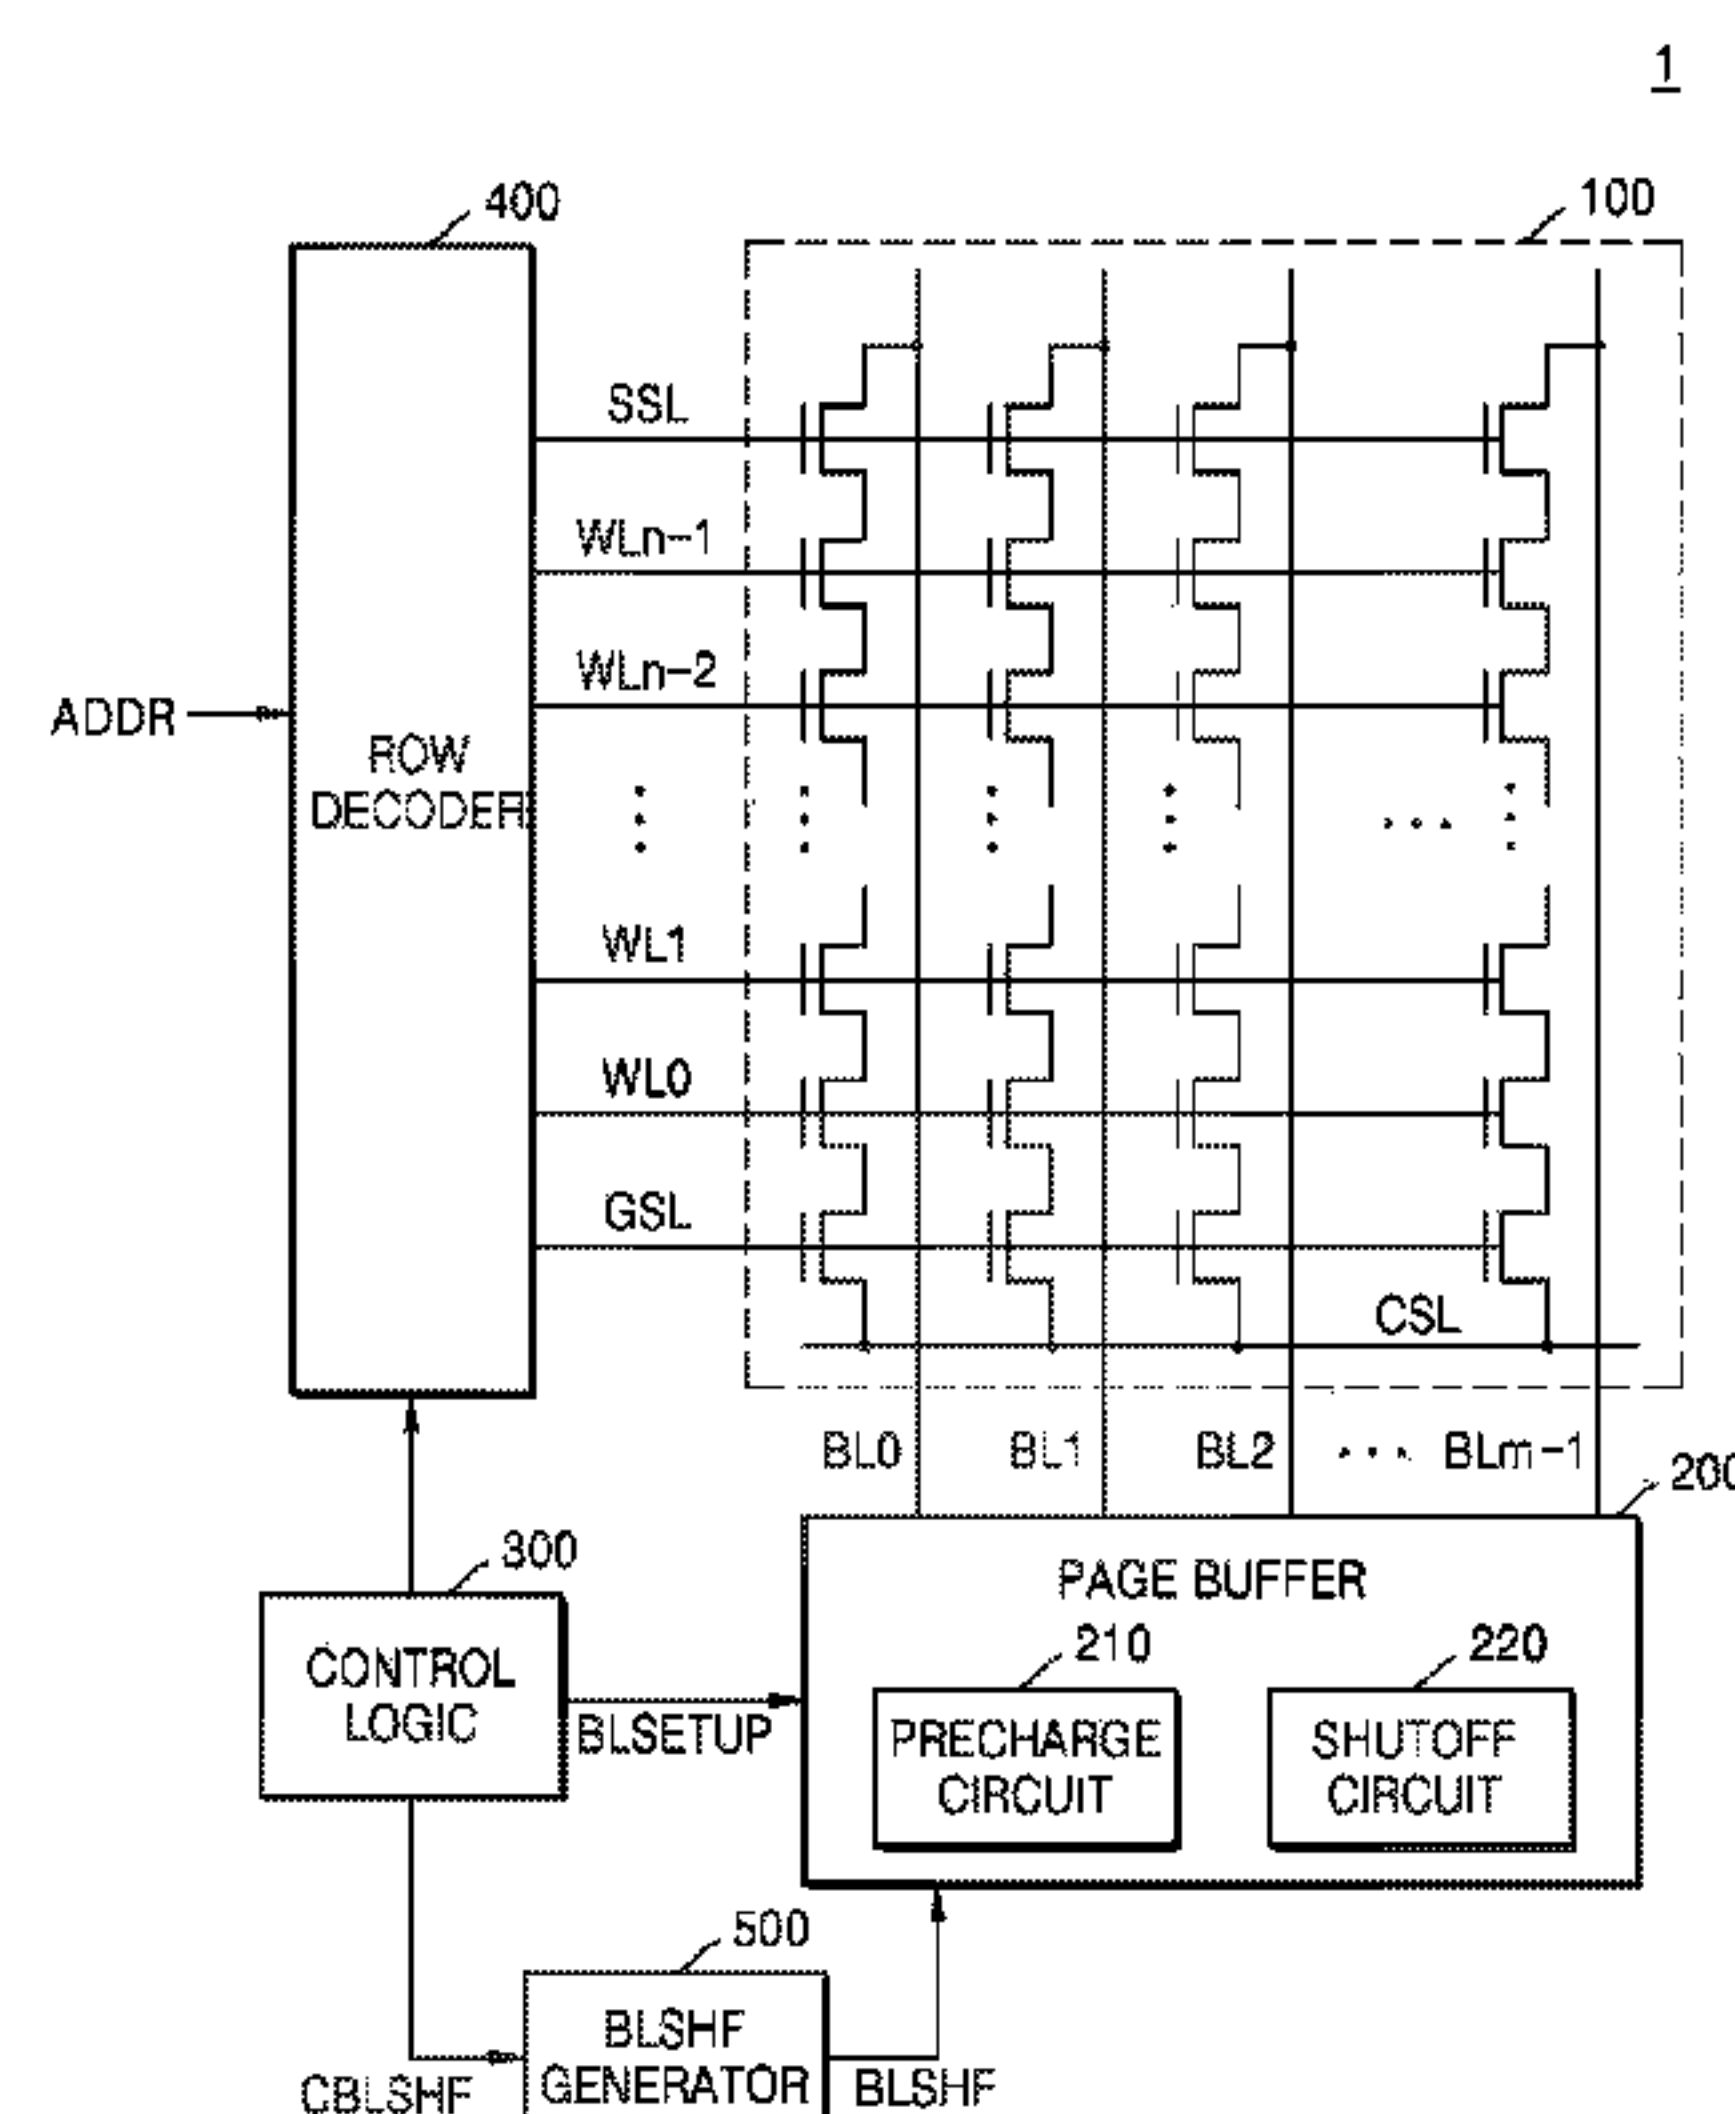 1
400
100
SSL
WLn-1
WLn-2
ADDR
ROW
DECODER
WL1
WL0
GSL
CSL
BL0 BL1 BL2 ... BLm-1
200
300
PAGE BUFFER
CONTROL
LOGIC
210
220
BLSETUP
PRECHARGE
CIRCUIT
SHUTOFF
CIRCUIT
500
BLSHF
GENERATOR
CBLSHF
BLSHF